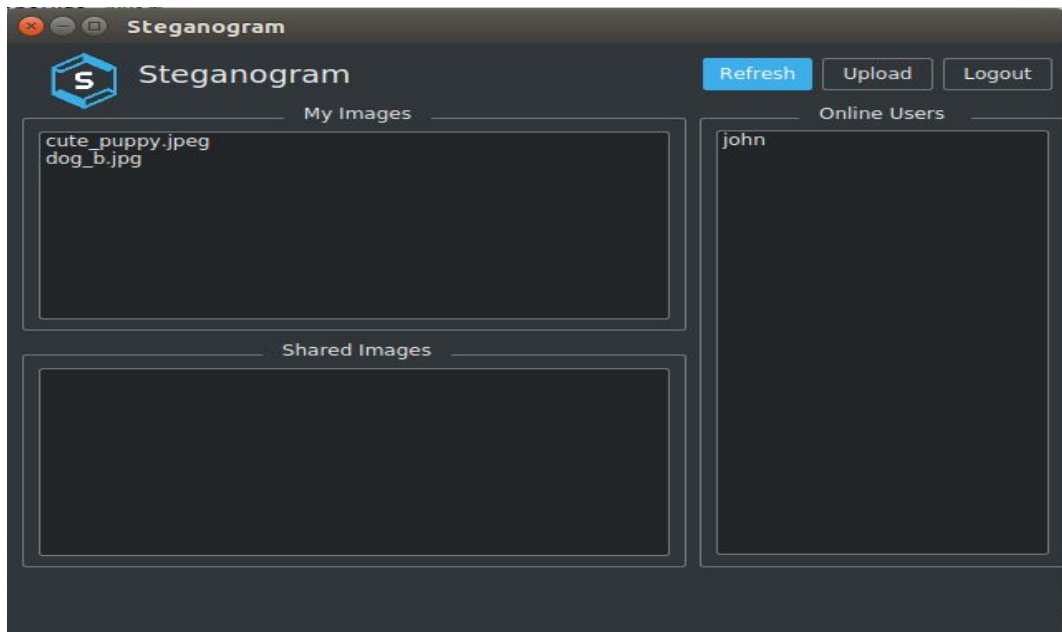 Steganogram
S
Steganogram
Refresh
Upload
Logout
My Images
cute_puppy.jpeg
dog_b.jpg
Online Users
john
Shared Images